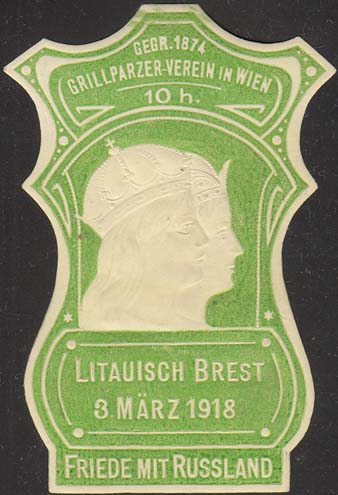 GEGR. 1874
GRILLPARZER-VEREIN IN WIEN
10 h.
LITAUISCH BREST
3. MÄRZ 1918
FRIEDE MIT RUSSLAND